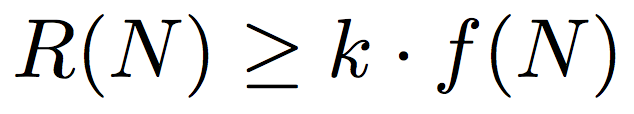 R(N) ≥ k · f(N)